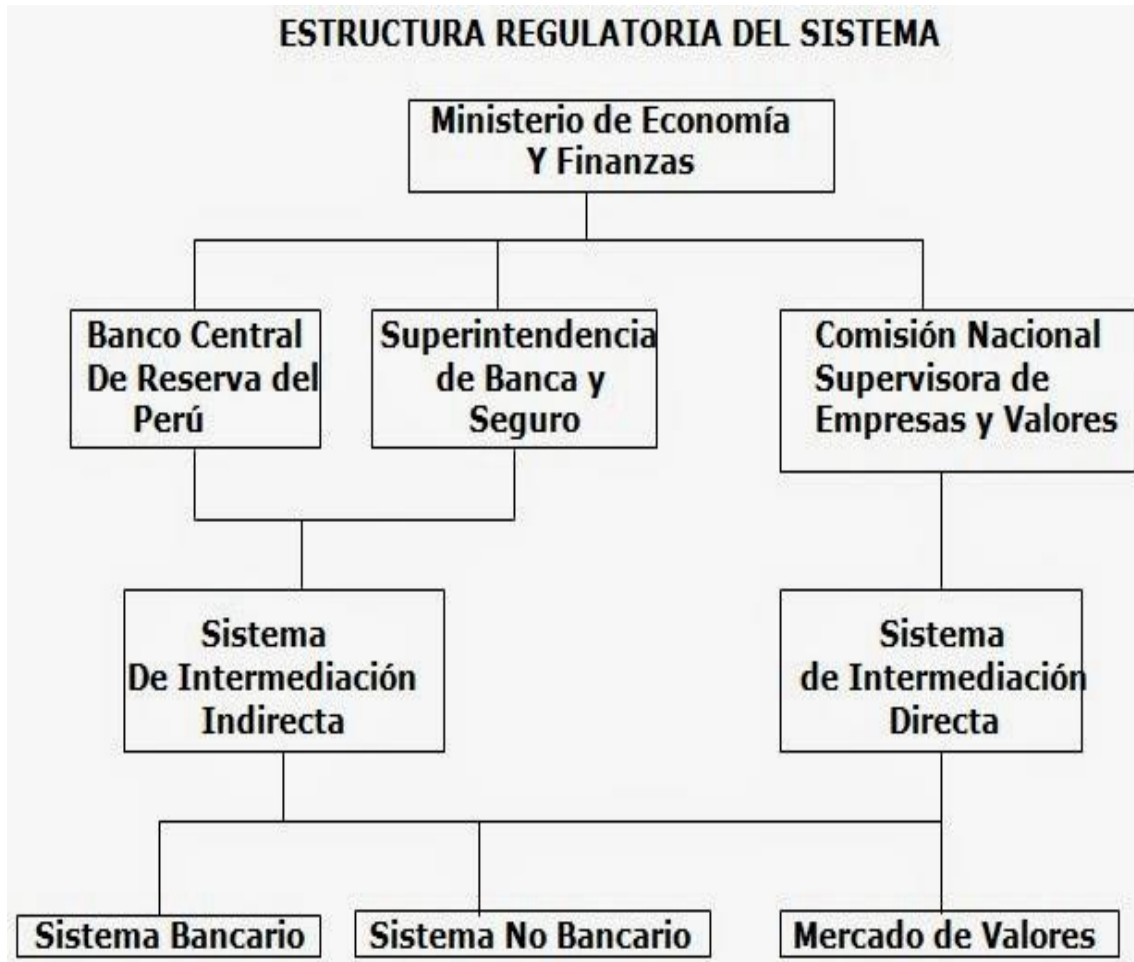 ESTRUCTURA REGULATORIA DEL SISTEMA
Ministerio de Economía
Y Finanzas
Banco Central
De Reserva del
Perú
Superintendencia
de Banca y
Seguro
Comisión Nacional
Supervisora de
Empresas y Valores
Sistema
De Intermediación
Indirecta
Sistema
de Intermediación
Directa
Sistema Bancario
Sistema No Bancario
Mercado de Valores